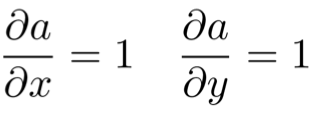 ∂a/∂x = 1  ∂a/∂y = 1